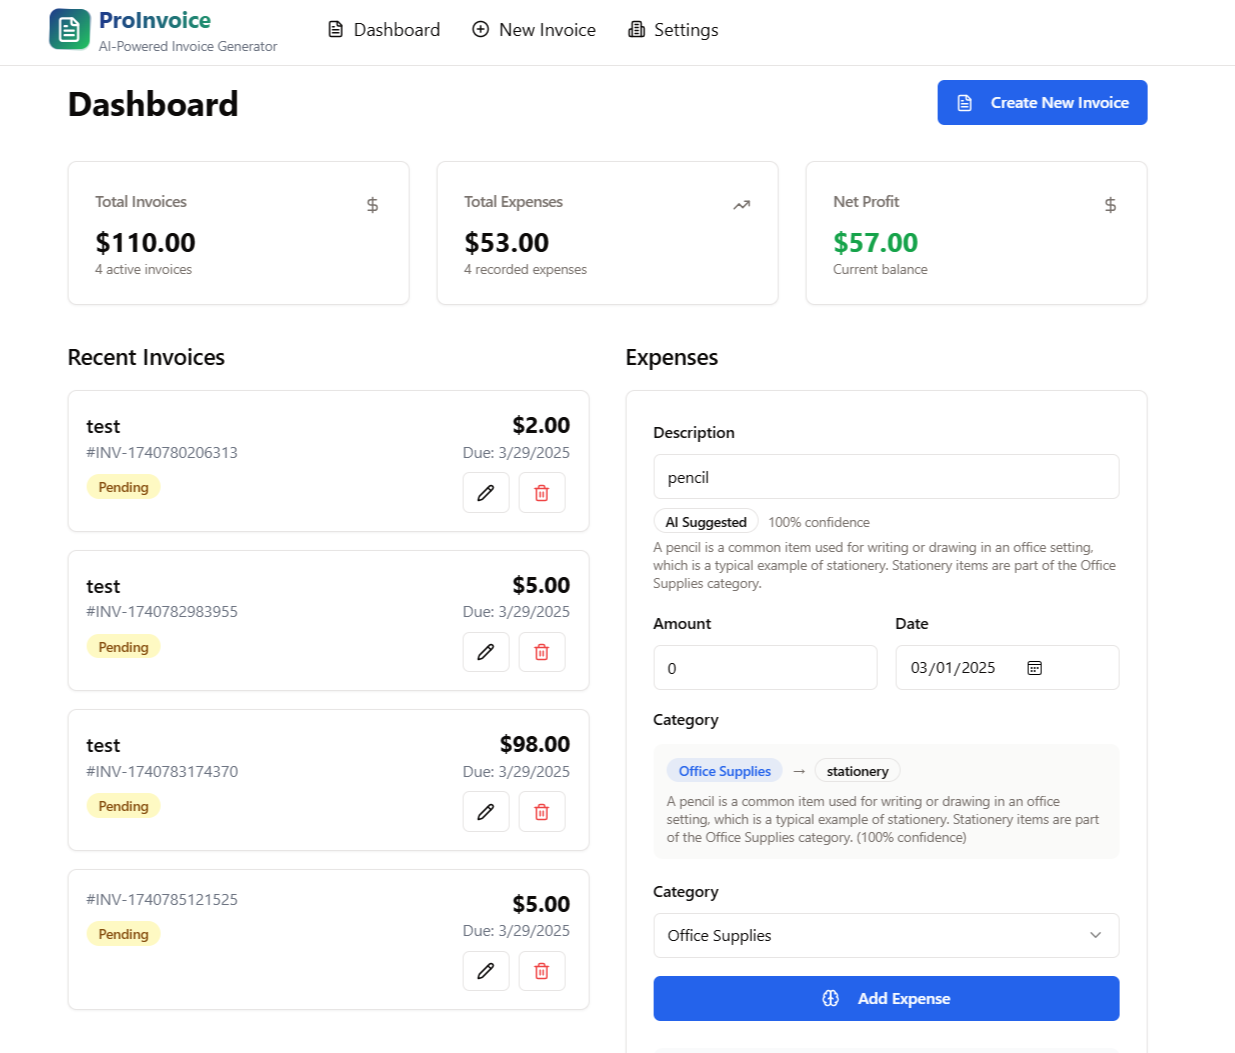 ProInvoice
AI-Powered Invoice Generator
Dashboard
New Invoice
Settings
Dashboard
Create New Invoice
Total Invoices
$
$110.00
4 active invoices
Total Expenses
$53.00
4 recorded expenses
Net Profit
$
$57.00
Current balance
Recent Invoices
test
$2.00
#INV-1740780206313
Due: 3/29/2025
Pending
test
$5.00
#INV-1740782983955
Due: 3/29/2025
Pending
test
$98.00
#INV-1740783174370
Due: 3/29/2025
Pending
#INV-1740785121525
$5.00
Due: 3/29/2025
Pending
Expenses
Description
pencil
AI Suggested
100% confidence
A pencil is a common item used for writing or drawing in an office setting,
which is a typical example of stationery. Stationery items are part of the Office
Supplies category.
Amount
Date
0
03/01/2025
Category
Office Supplies → stationery
A pencil is a common item used for writing or drawing in an office
setting, which is a typical example of stationery. Stationery items are part
of the Office Supplies category. (100% confidence)
Category
Office Supplies
Add Expense